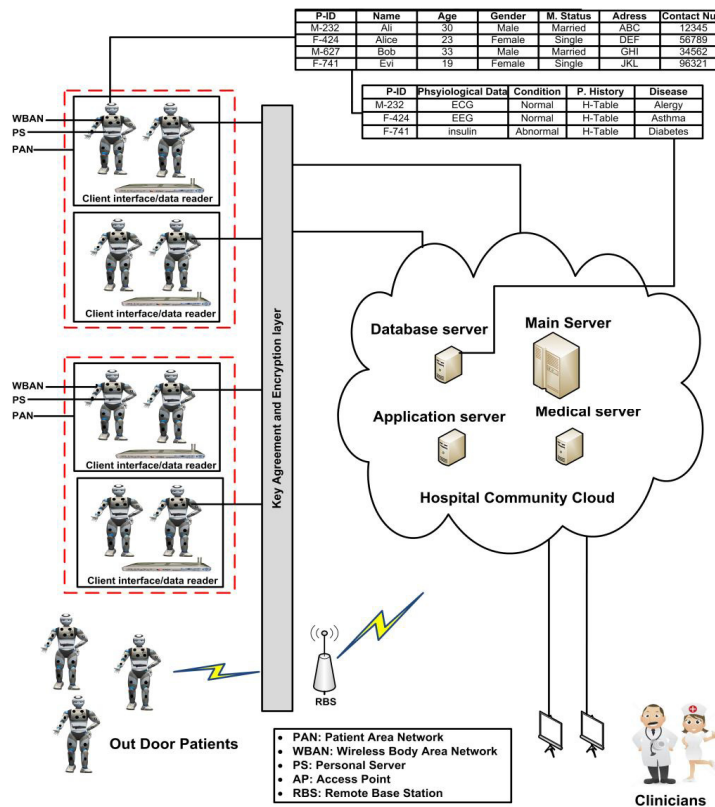 P-ID Name Age Gender M. Status Adress Contact Nu
M-232 Ali 30 Male Married ABC 12345
F-424 Alice 23 Female Single DEF 56789
M-627 Bob 33 Male Married GHI 34562
F-741 Evi 19 Female Single JKL 96321
P-ID Phsyiological Data Condition P. History Disease
M-232 ECG Normal H-Table Alergy
F-424 EEG Normal H-Table Asthma
F-741 insulin Abnormal H-Table Diabetes
WBAN
PS
PAN
Client interface/data reader
Client interface/data reader
WBAN
PS
PAN
Client interface/data reader
Client interface/data reader
Key Agreement and Encryption layer
Database server
Main Server
Application server
Medical server
Hospital Community Cloud
RBS
Out Door Patients
• PAN: Patient Area Network
• WBAN: Wireless Body Area Network
• PS: Personal Server
• AP: Access Point
• RBS: Remote Base Station
Clinicians